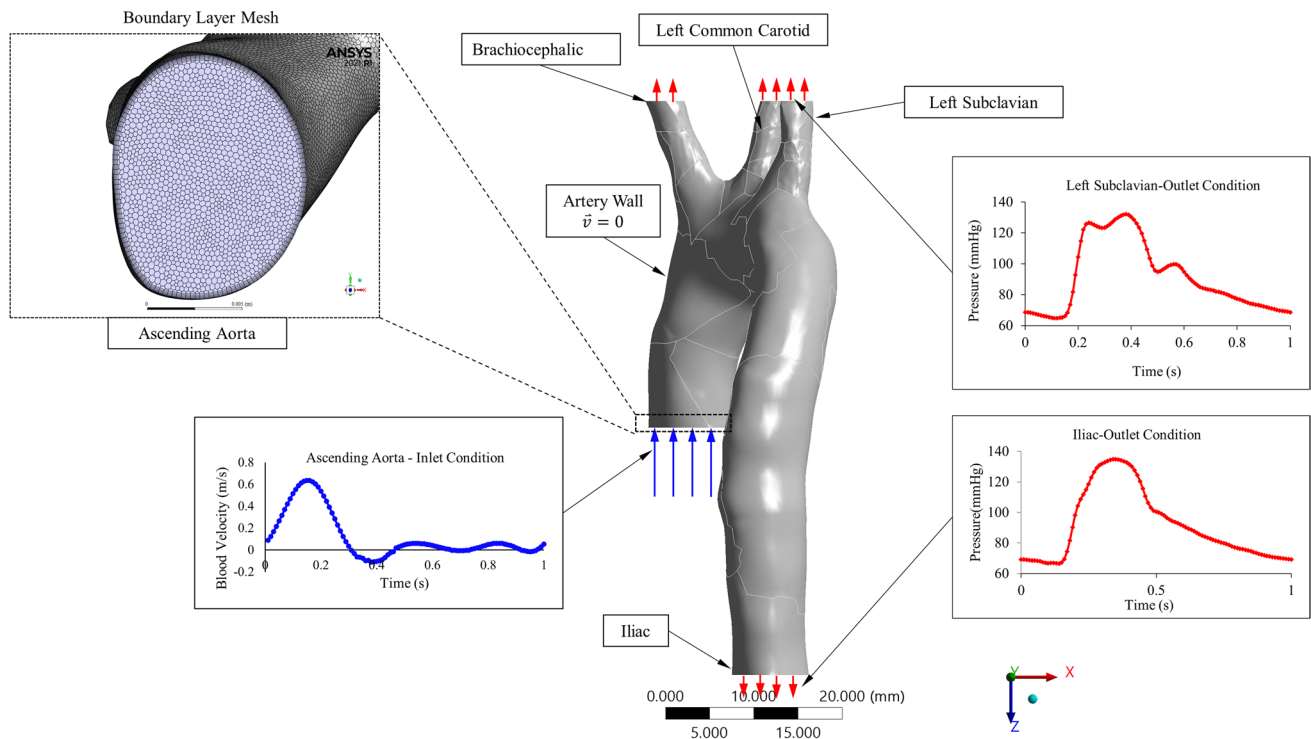 Boundary Layer Mesh
ANSYS
2021 R1
0
0.005 (m)
Ascending Aorta
Brachiocephalic
Left Common Carotid
Left Subclavian
Artery Wall
v⃗ = 0
Left Subclavian-Outlet Condition
Pressure (mmHg)
140
120
100
80
60
0 0.2 0.4 0.6 0.8 1
Time (s)
Ascending Aorta - Inlet Condition
Blood Velocity (m/s)
0.8
0.6
0.4
0.2
0
-0.2
0 0.2 0.4 0.6 0.8 1
Time (s)
Iliac-Outlet Condition
Pressure(mmHg)
140
120
100
80
60
0 0.5 1
Time (s)
Iliac
0.000 10.000 20.000 (mm)
5.000 15.000
Y
X
Z